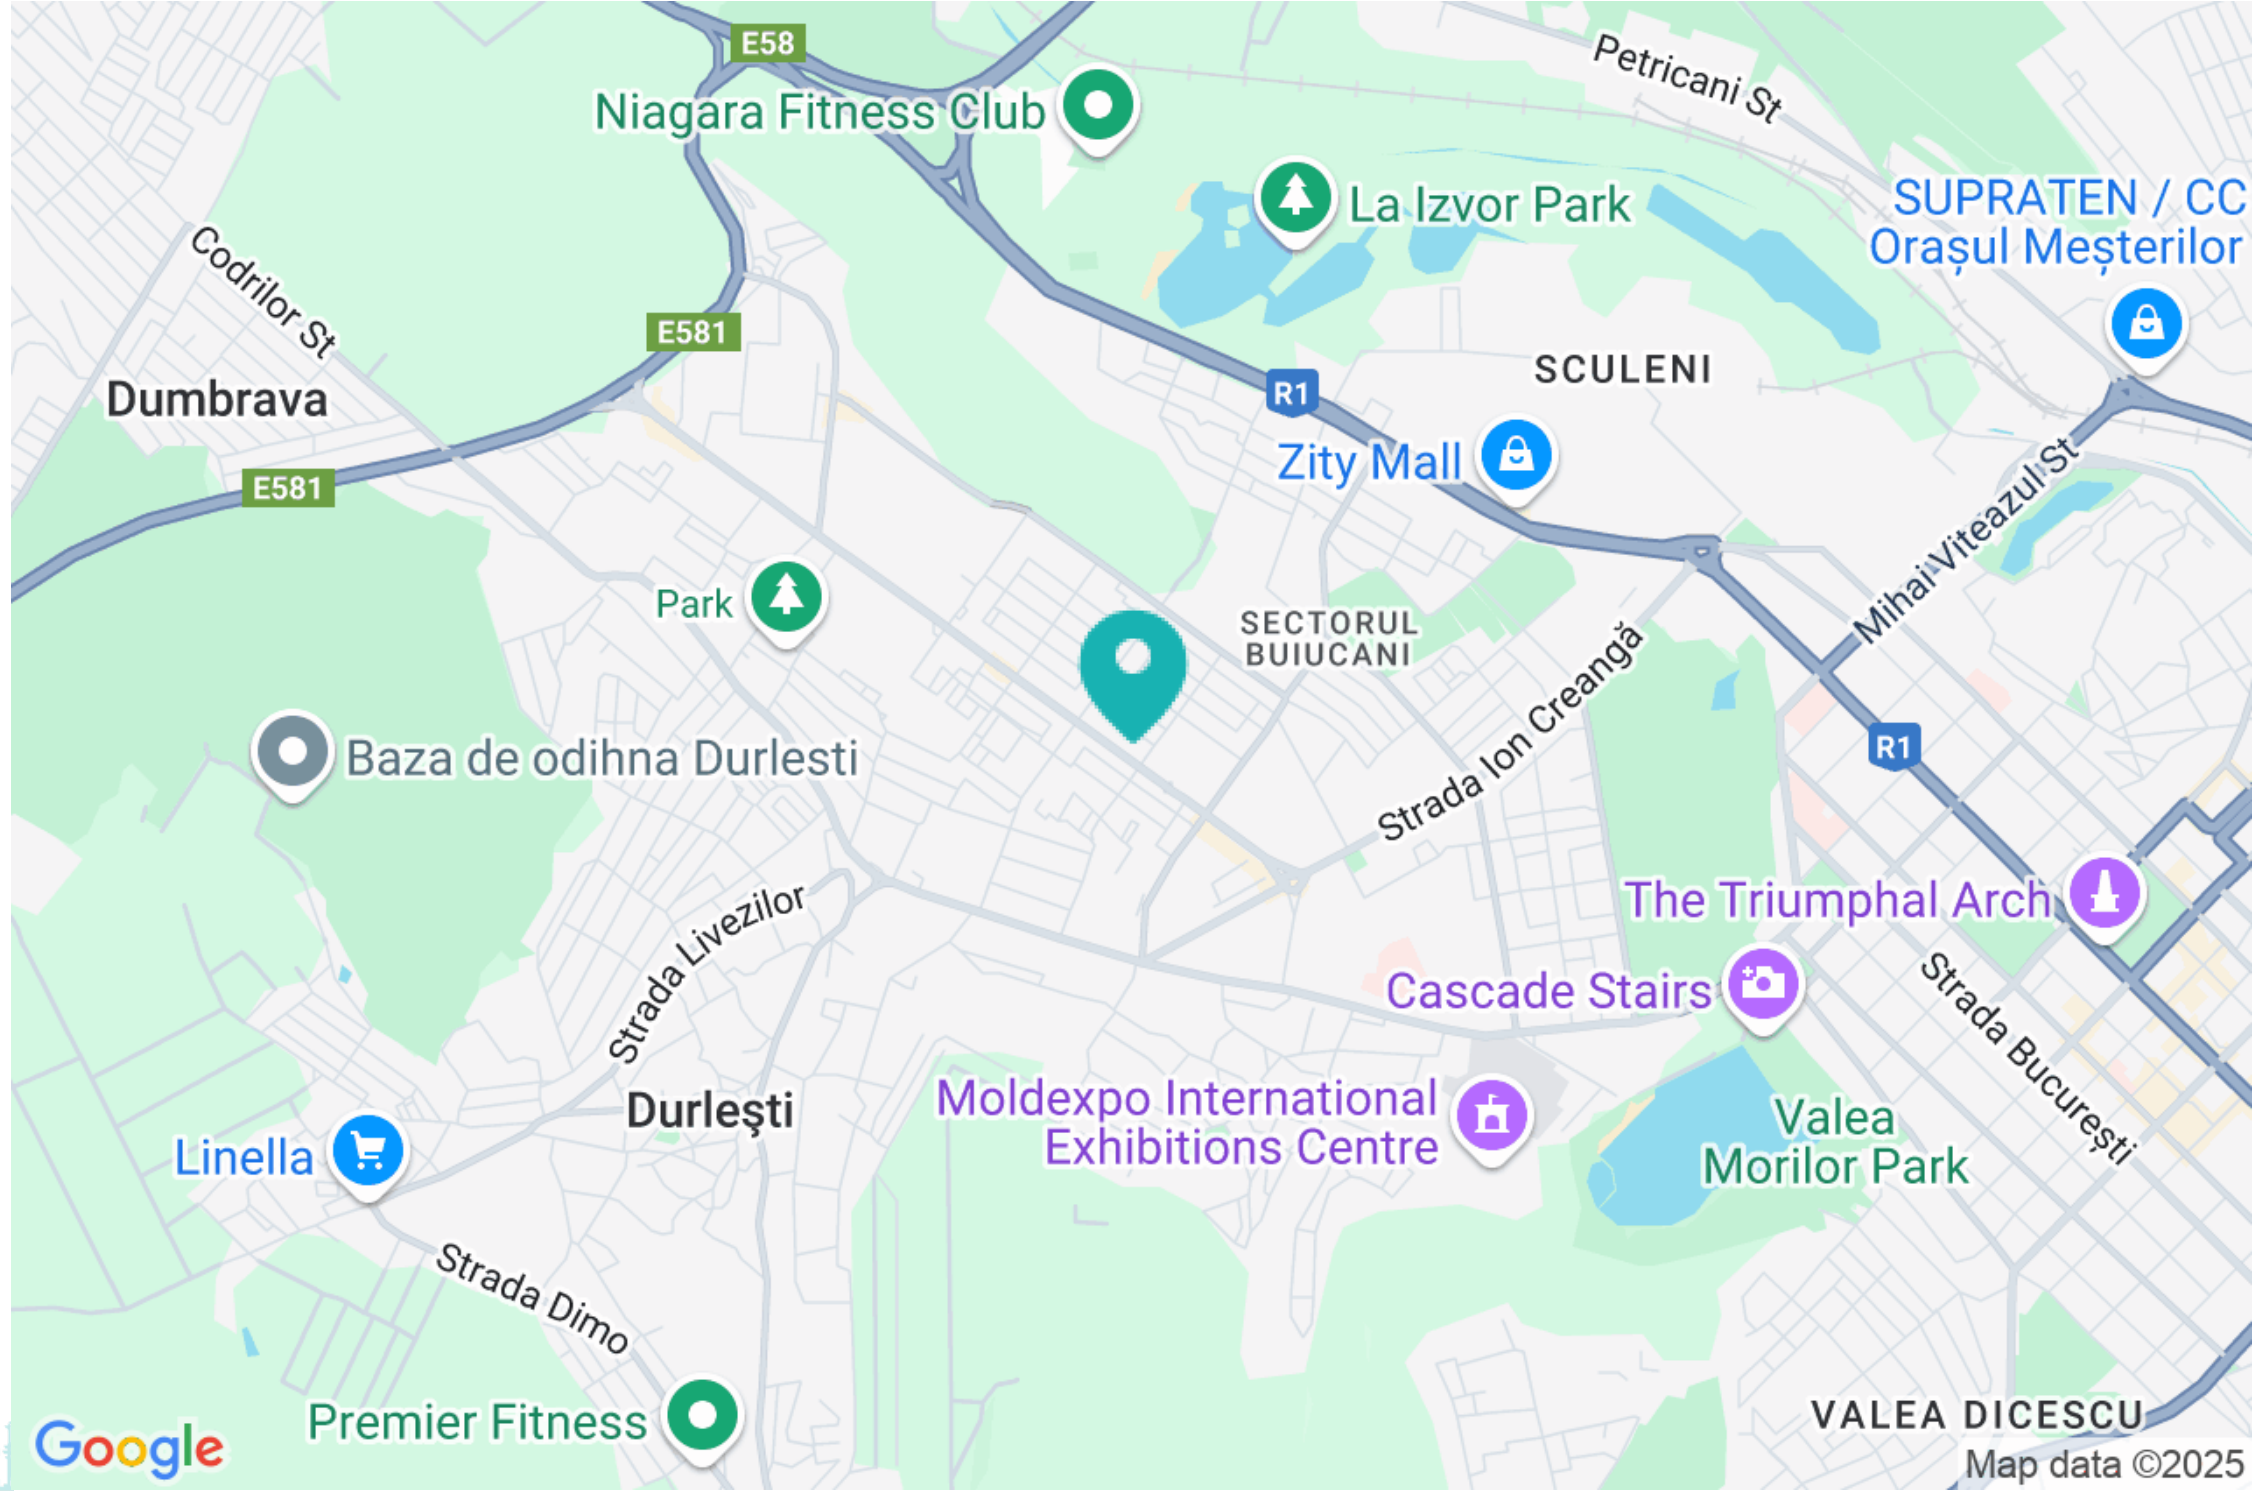 E58
Petricani St
Niagara Fitness Club
La Izvor Park
SUPRATEN / CC
Orașul Meșterilor
Codrilor St
E581
SCULENI
Dumbrava
R1
Zity Mall
E581
Mihai Viteazul St
Park
SECTORUL
BUIUCANI
Strada Ion Creangă
Baza de odihna Durlesti
R1
Strada Livezilor
The Triumphal Arch
Cascade Stairs
Strada București
Durleşti
Moldexpo International
Exhibitions Centre
Valea
Morilor Park
Linella
Strada Dimo
Premier Fitness
VALEA DICESCU
Google
Map data ©2025